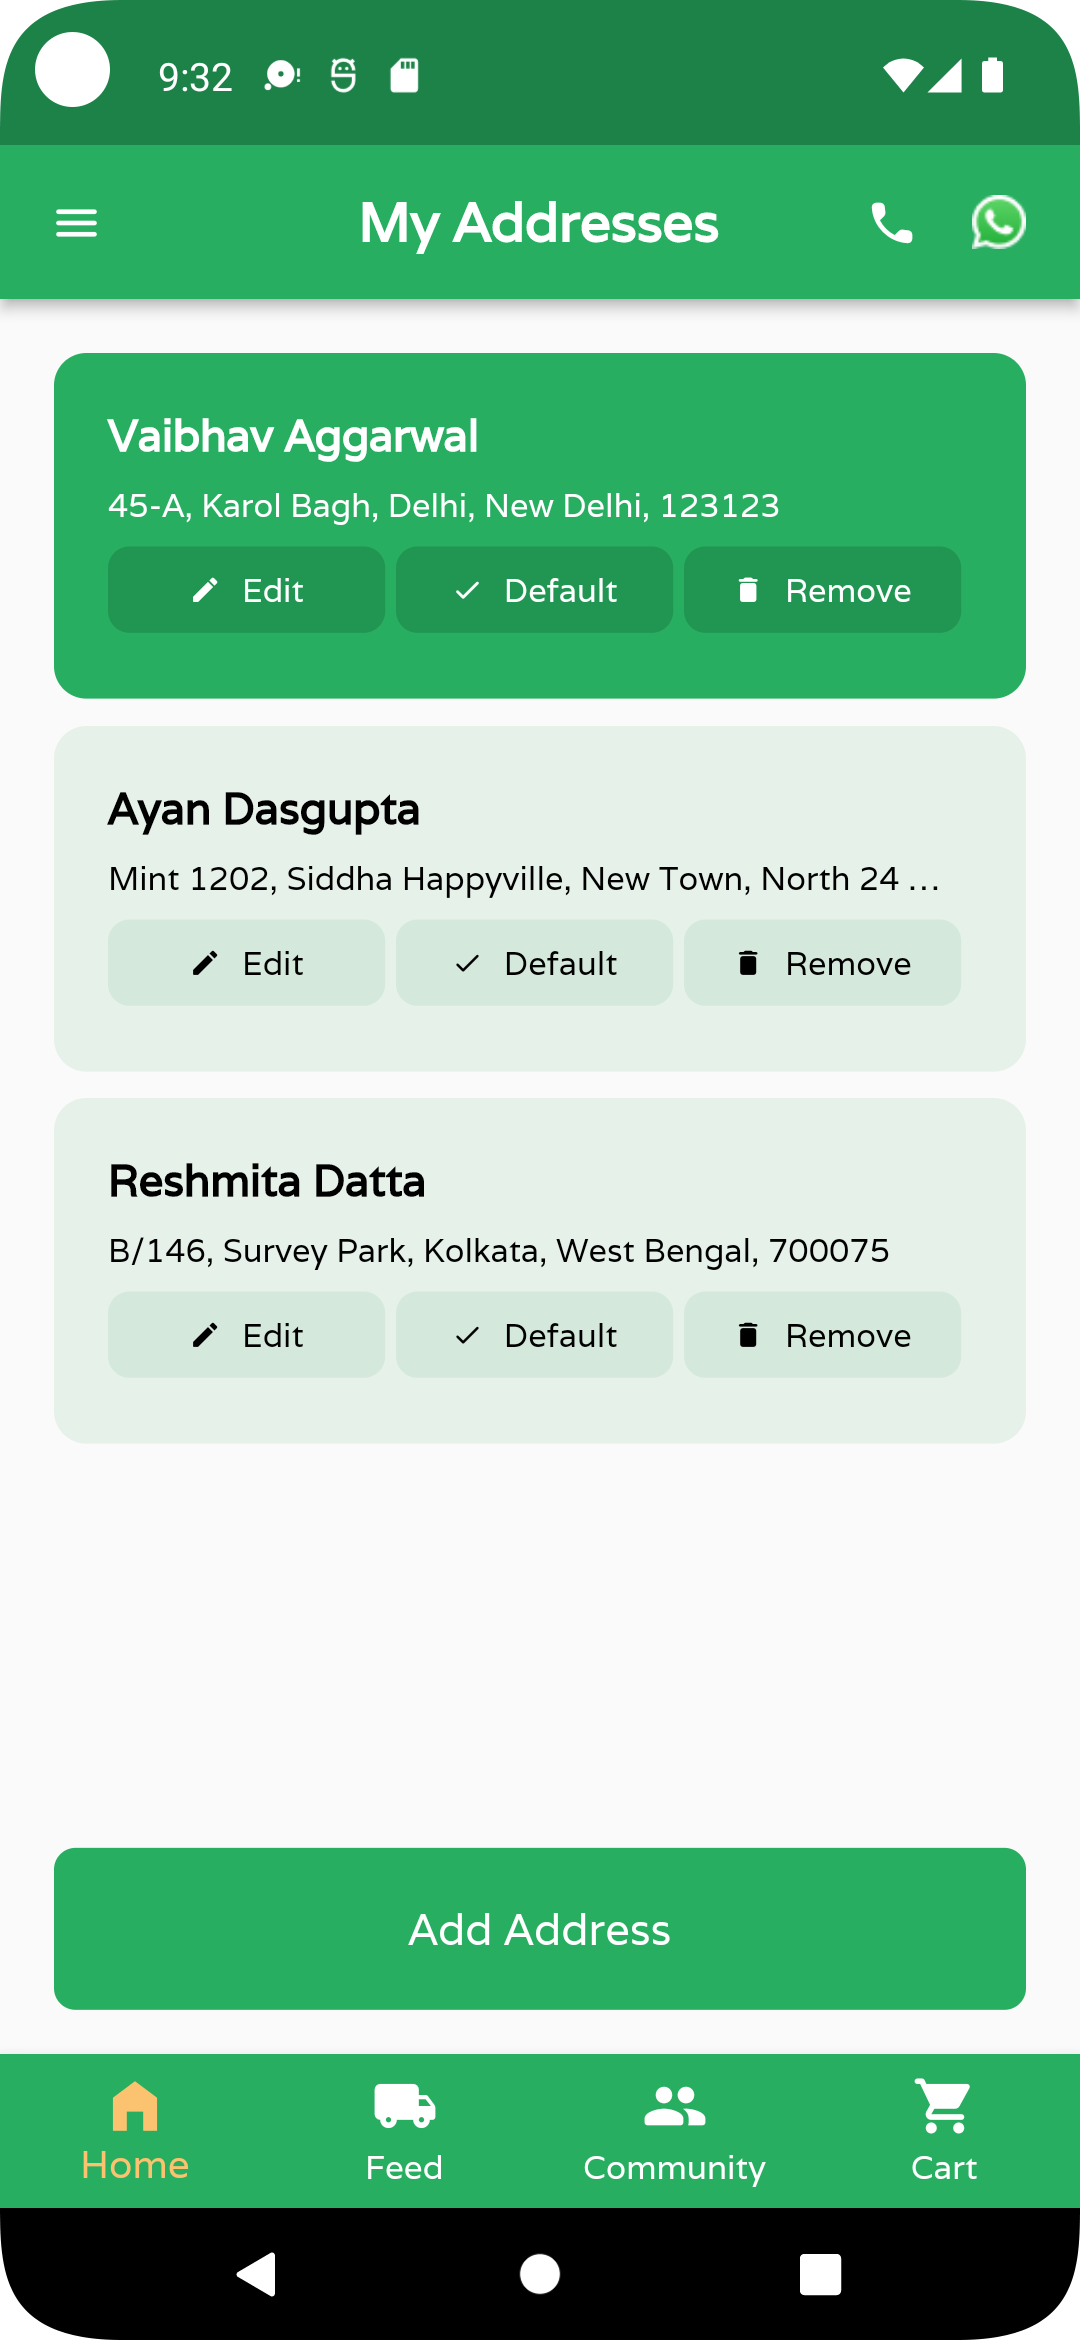 9:32
My Addresses
Vaibhav Aggarwal
45-A, Karol Bagh, Delhi, New Delhi, 123123
Edit Default Remove
Ayan Dasgupta
Mint 1202, Siddha Happyville, New Town, North 24 ...
Edit Default Remove
Reshmita Datta
B/146, Survey Park, Kolkata, West Bengal, 700075
Edit Default Remove
Add Address
Home Feed Community Cart